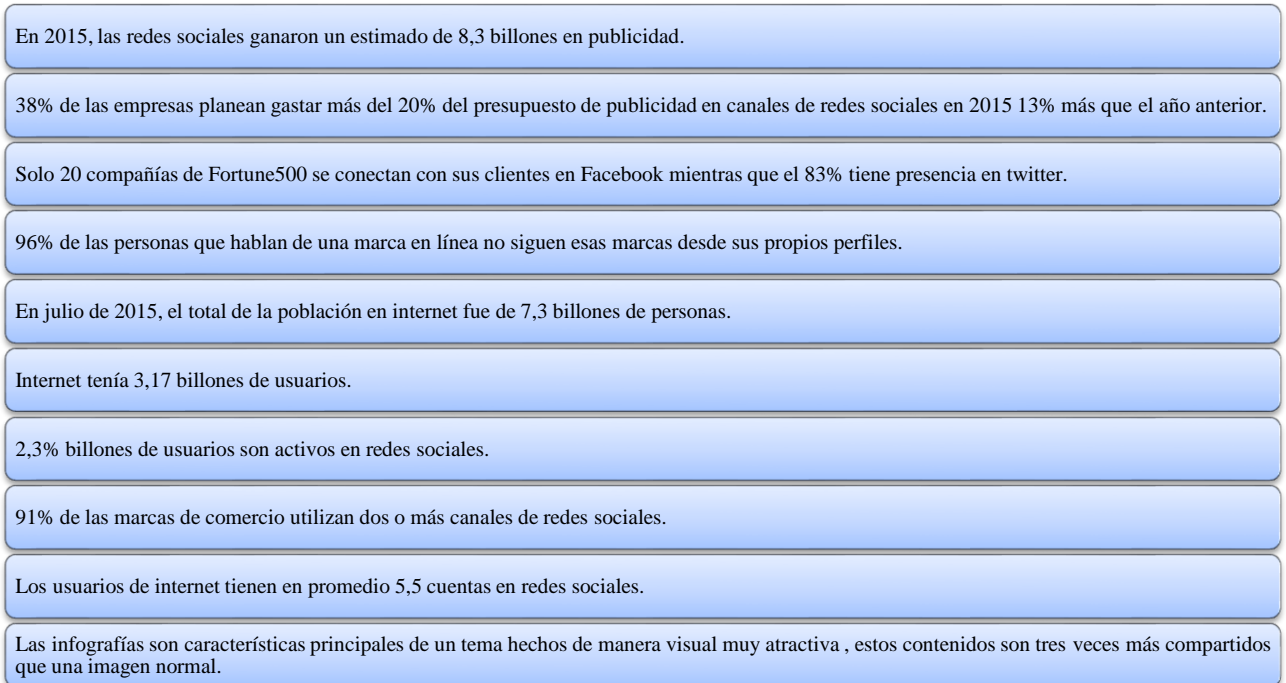 En 2015, las redes sociales ganaron un estimado de 8,3 billones en publicidad.
38% de las empresas planean gastar más del 20% del presupuesto de publicidad en canales de redes sociales en 2015 13% más que el año anterior.
Solo 20 compañías de Fortune500 se conectan con sus clientes en Facebook mientras que el 83% tiene presencia en twitter.
96% de las personas que hablan de una marca en línea no siguen esas marcas desde sus propios perfiles.
En julio de 2015, el total de la población en internet fue de 7,3 billones de personas.
Internet tenía 3,17 billones de usuarios.
2,3% billones de usuarios son activos en redes sociales.
91% de las marcas de comercio utilizan dos o más canales de redes sociales.
Los usuarios de internet tienen en promedio 5,5 cuentas en redes sociales.
Las infografías son características principales de un tema hechos de manera visual muy atractiva , estos contenidos son tres veces más compartidos
que una imagen normal.